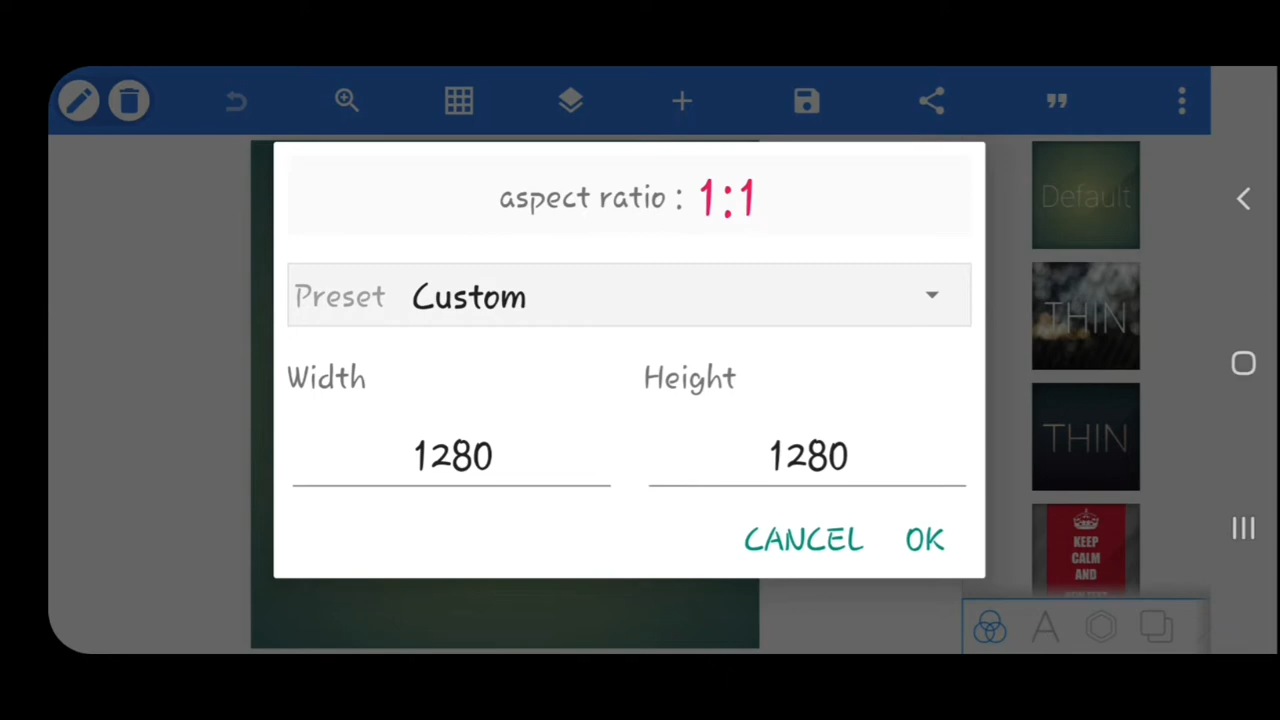 aspect ratio : 1:1
Preset Custom
Width Height
1280 1280
CANCEL OK
Default
THIN
THIN
KEEP
CALM
AND
A